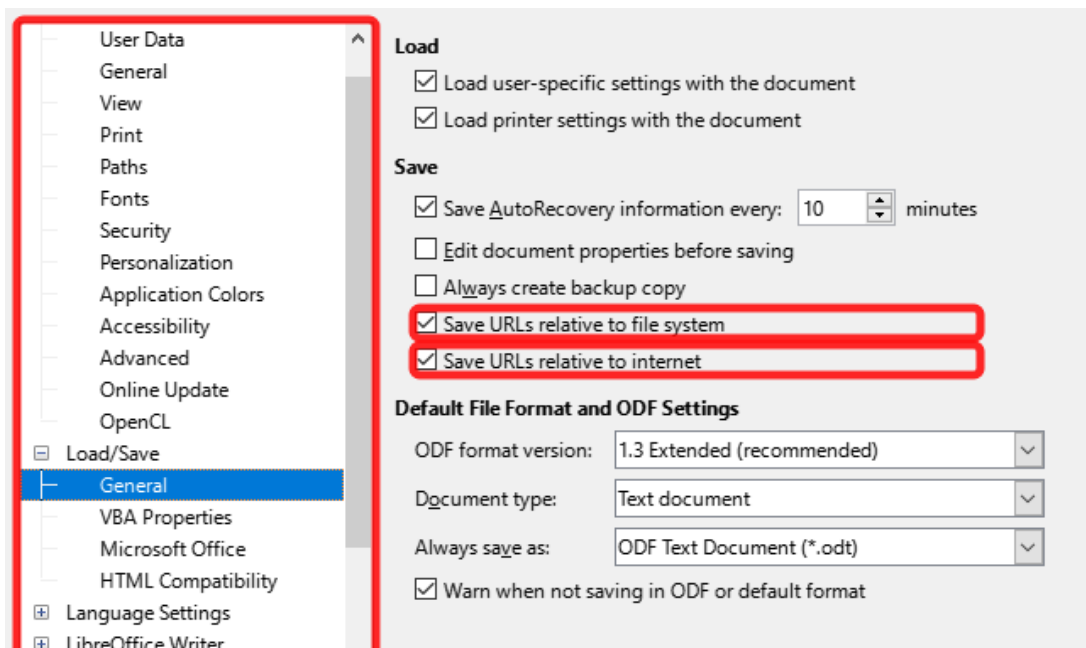 User Data
General
View
Print
Paths
Fonts
Security
Personalization
Application Colors
Accessibility
Advanced
Online Update
OpenCL
Load/Save
General
VBA Properties
Microsoft Office
HTML Compatibility
Language Settings
LibreOffice Writer
Load
Load user-specific settings with the document
Load printer settings with the document
Save
Save AutoRecovery information every: 10 minutes
Edit document properties before saving
Always create backup copy
Save URLs relative to file system
Save URLs relative to internet
Default File Format and ODF Settings
ODF format version: 1.3 Extended (recommended)
Document type: Text document
Always save as: ODF Text Document (*.odt)
Warn when not saving in ODF or default format